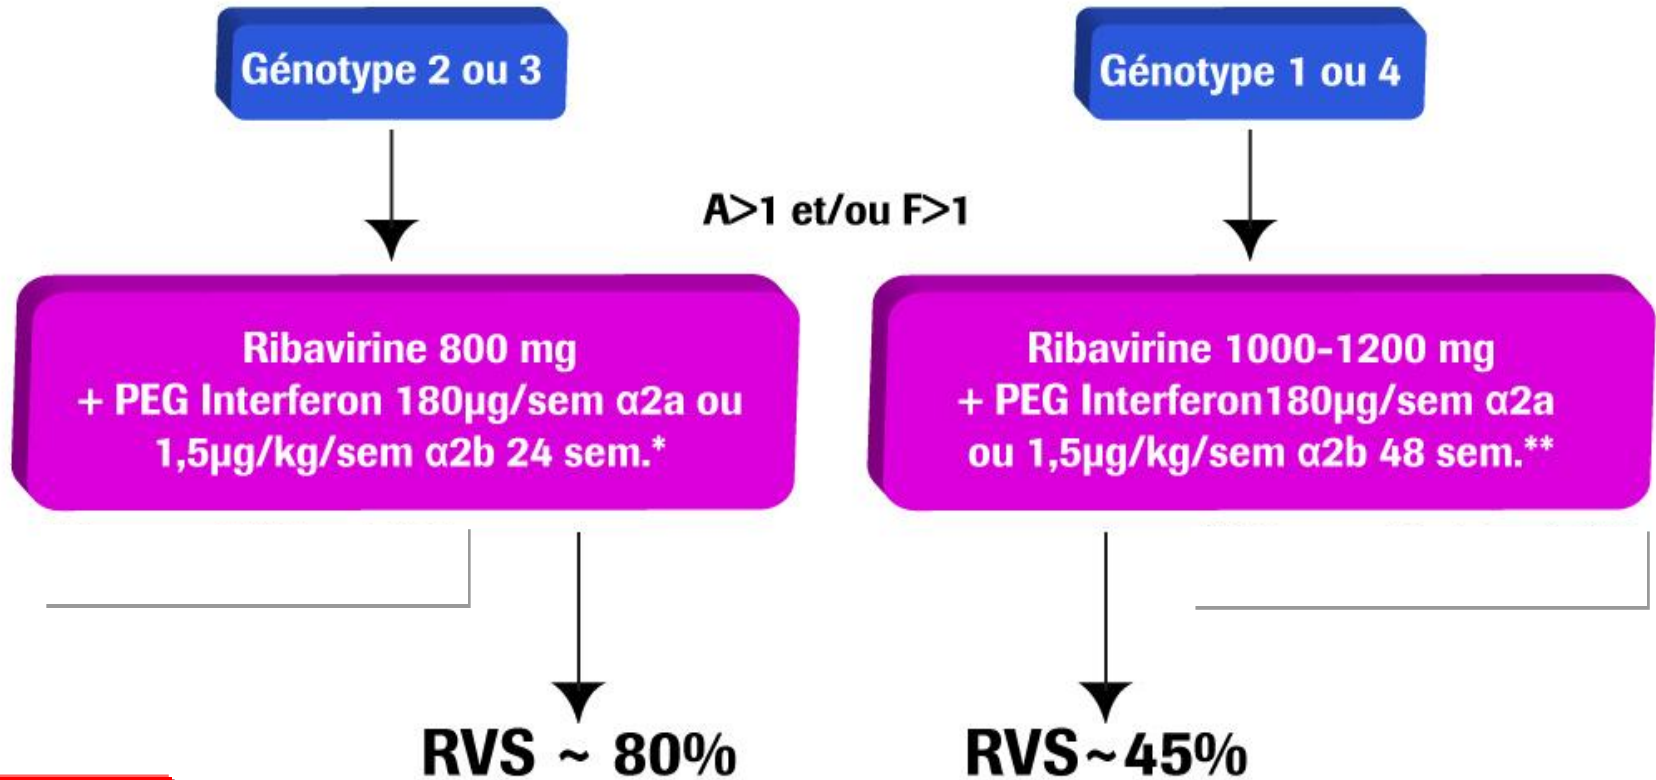 Génotype 2 ou 3
Génotype 1 ou 4
A>1 et/ou F>1
Ribavirine 800 mg
+ PEG Interferon 180µg/sem α2a ou
1,5µg/kg/sem α2b 24 sem.*
Ribavirine 1000-1200 mg
+ PEG Interferon180µg/sem α2a
ou 1,5µg/kg/sem α2b 48 sem.**
RVS ~ 80%
RVS~45%